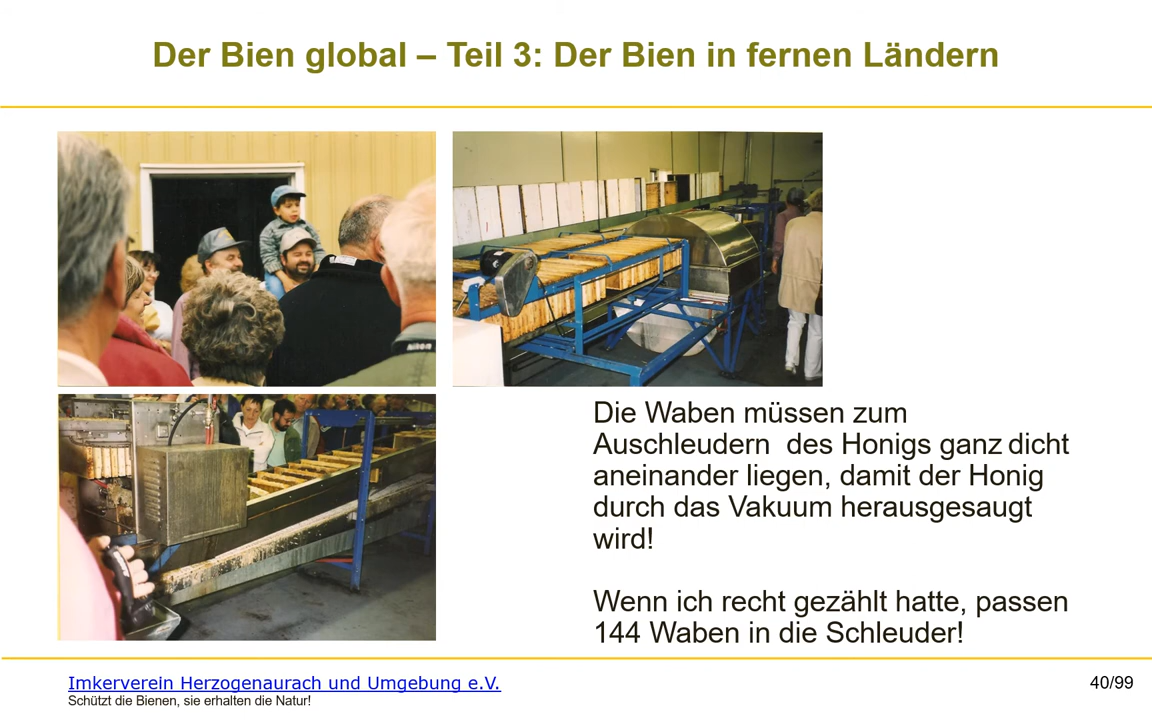 Der Bien global – Teil 3: Der Bien in fernen Ländern
Nikon
Die Waben müssen zum
Auschleudern des Honigs ganz dicht
aneinander liegen, damit der Honig
durch das Vakuum herausgesaugt
wird!
Wenn ich recht gezählt hatte, passen
144 Waben in die Schleuder!
Imkerverein Herzogenaurach und Umgebung e.V.
Schützt die Bienen, sie erhalten die Natur!
40/99